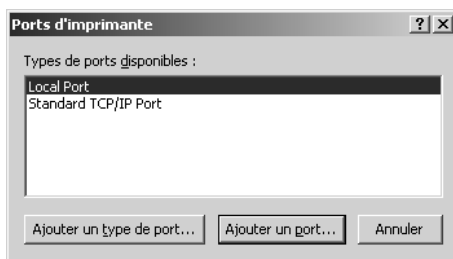 Ports d'imprimante
Types de ports disponibles :
Local Port
Standard TCP/IP Port
Ajouter un type de port... Ajouter un port... Annuler